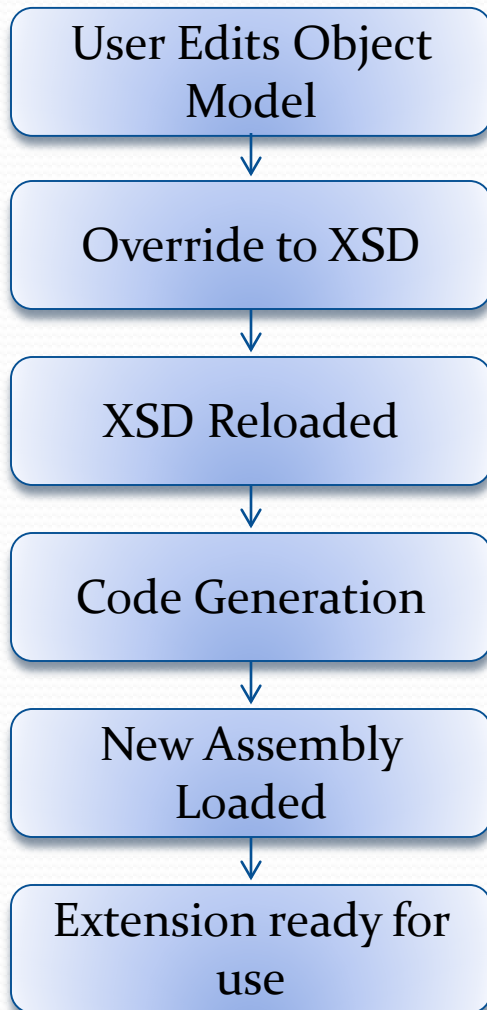 User Edits Object
Model
Override to XSD
XSD Reloaded
Code Generation
New Assembly
Loaded
Extension ready for
use